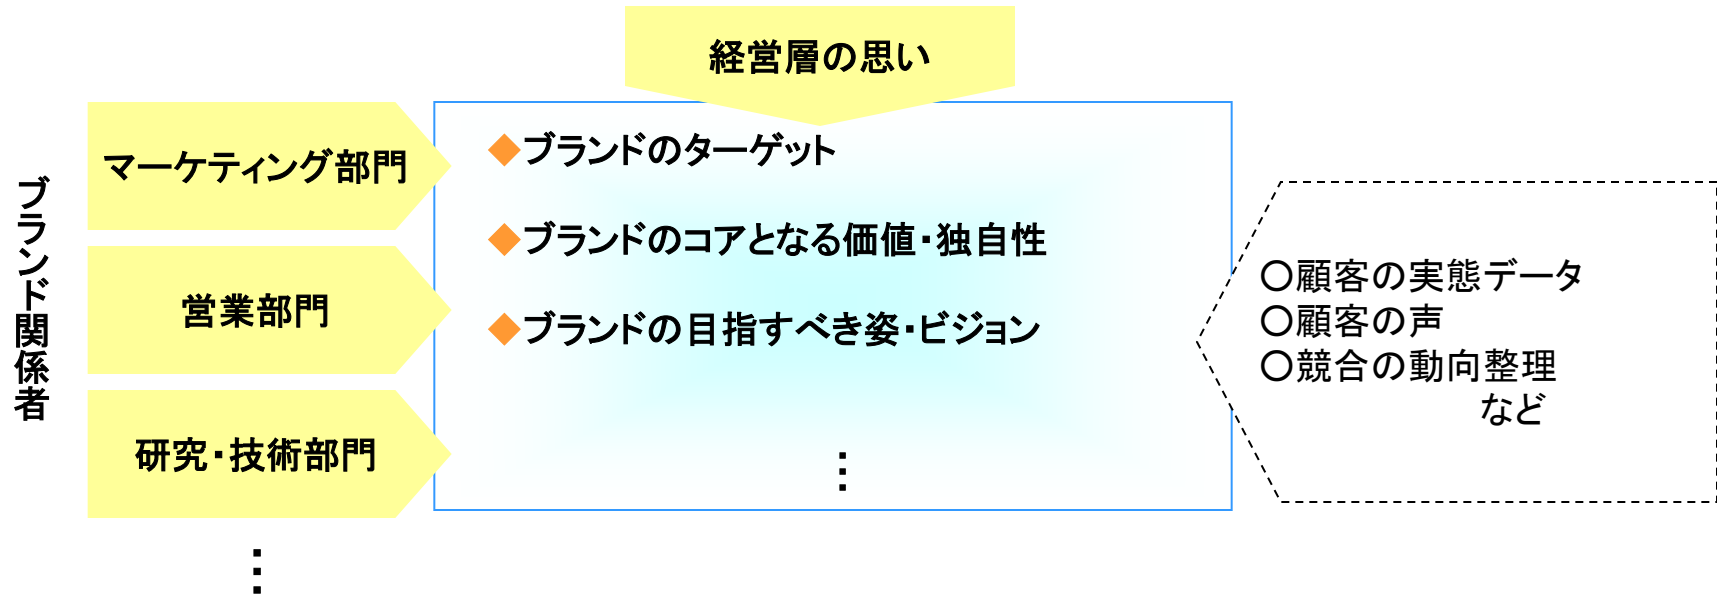 経営層の思い
ブランド関係者
マーケティング部門
営業部門
研究・技術部門
⋮
◆ブランドのターゲット
◆ブランドのコアとなる価値・独自性
◆ブランドの目指すべき姿・ビジョン
⋮
〇顧客の実態データ
〇顧客の声
〇競合の動向整理
など